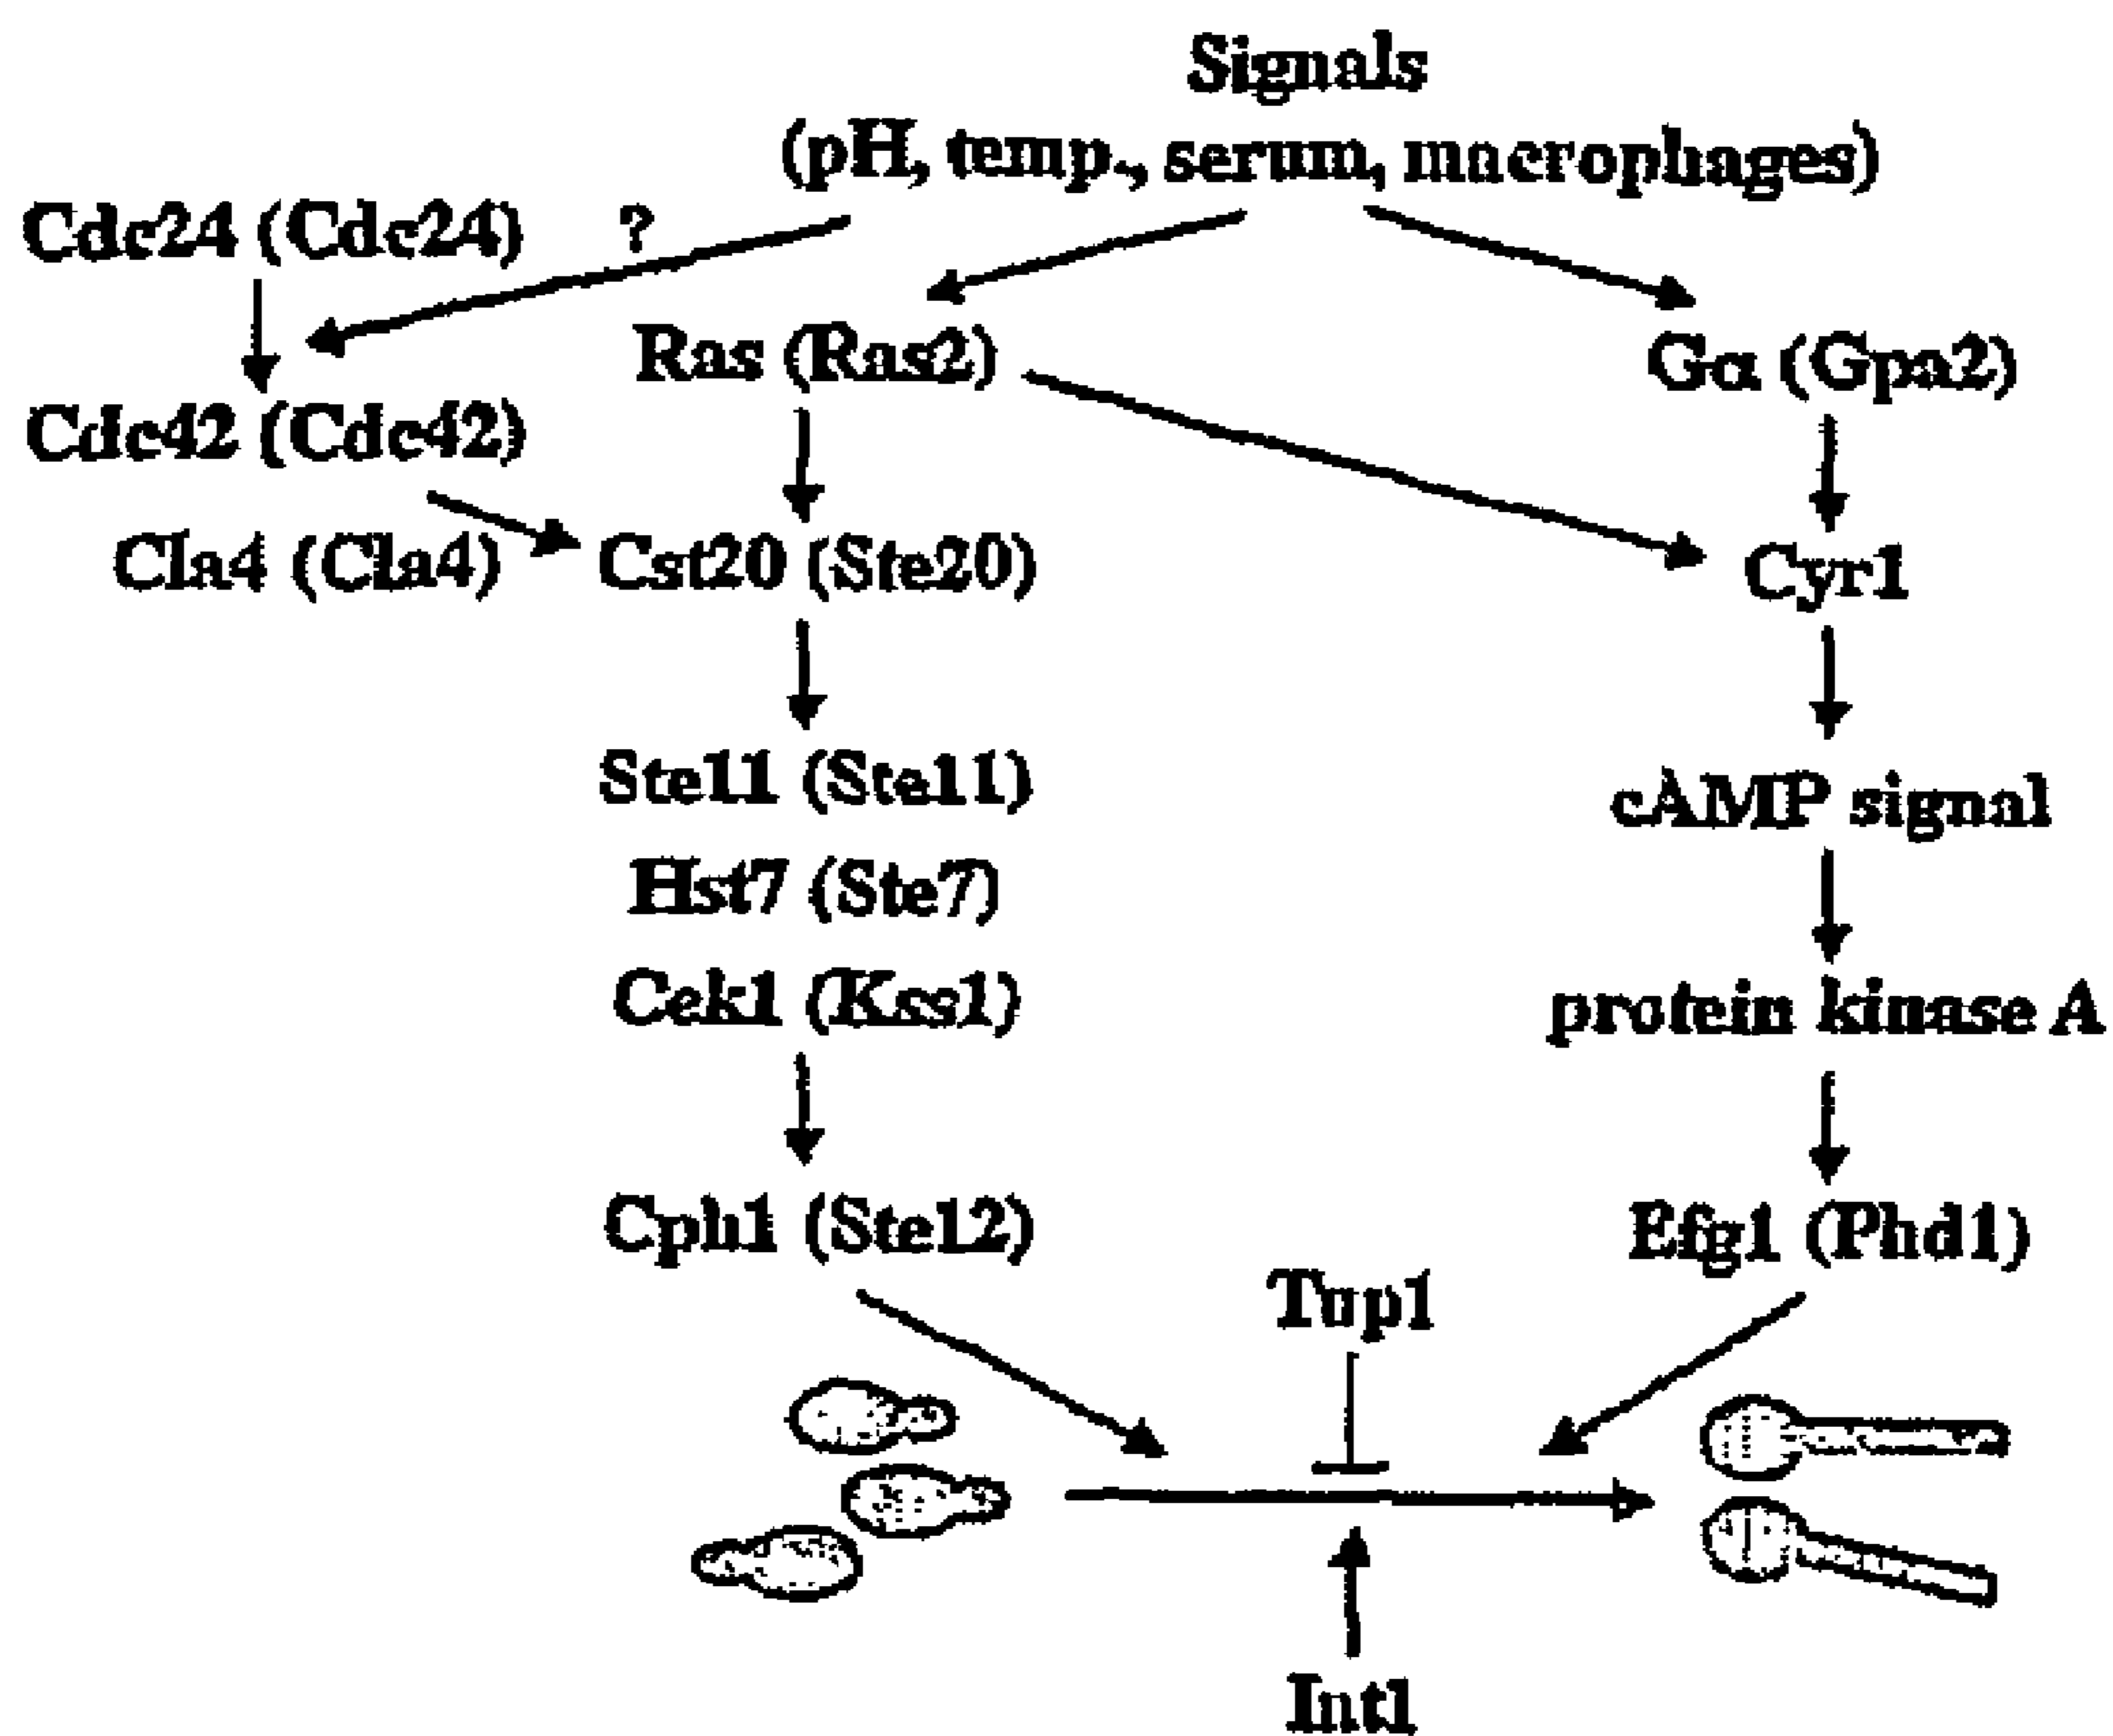 Signals
(pH, temp., serum, macrophages)
Cdc24 (Cdc24)
?
Ras (Ras2)
Gα (Gpa2)
Cdc42 (Cdc42)
Cla4 (Cla4)
Cst20 (Ste20)
Cyr1
Ste11 (Ste11)
cAMP signal
Hst7 (Ste7)
Cek1 (Kss1)
protein kinase A
Cph1 (Ste12)
Efg1 (Phd1)
Tup1
Int1